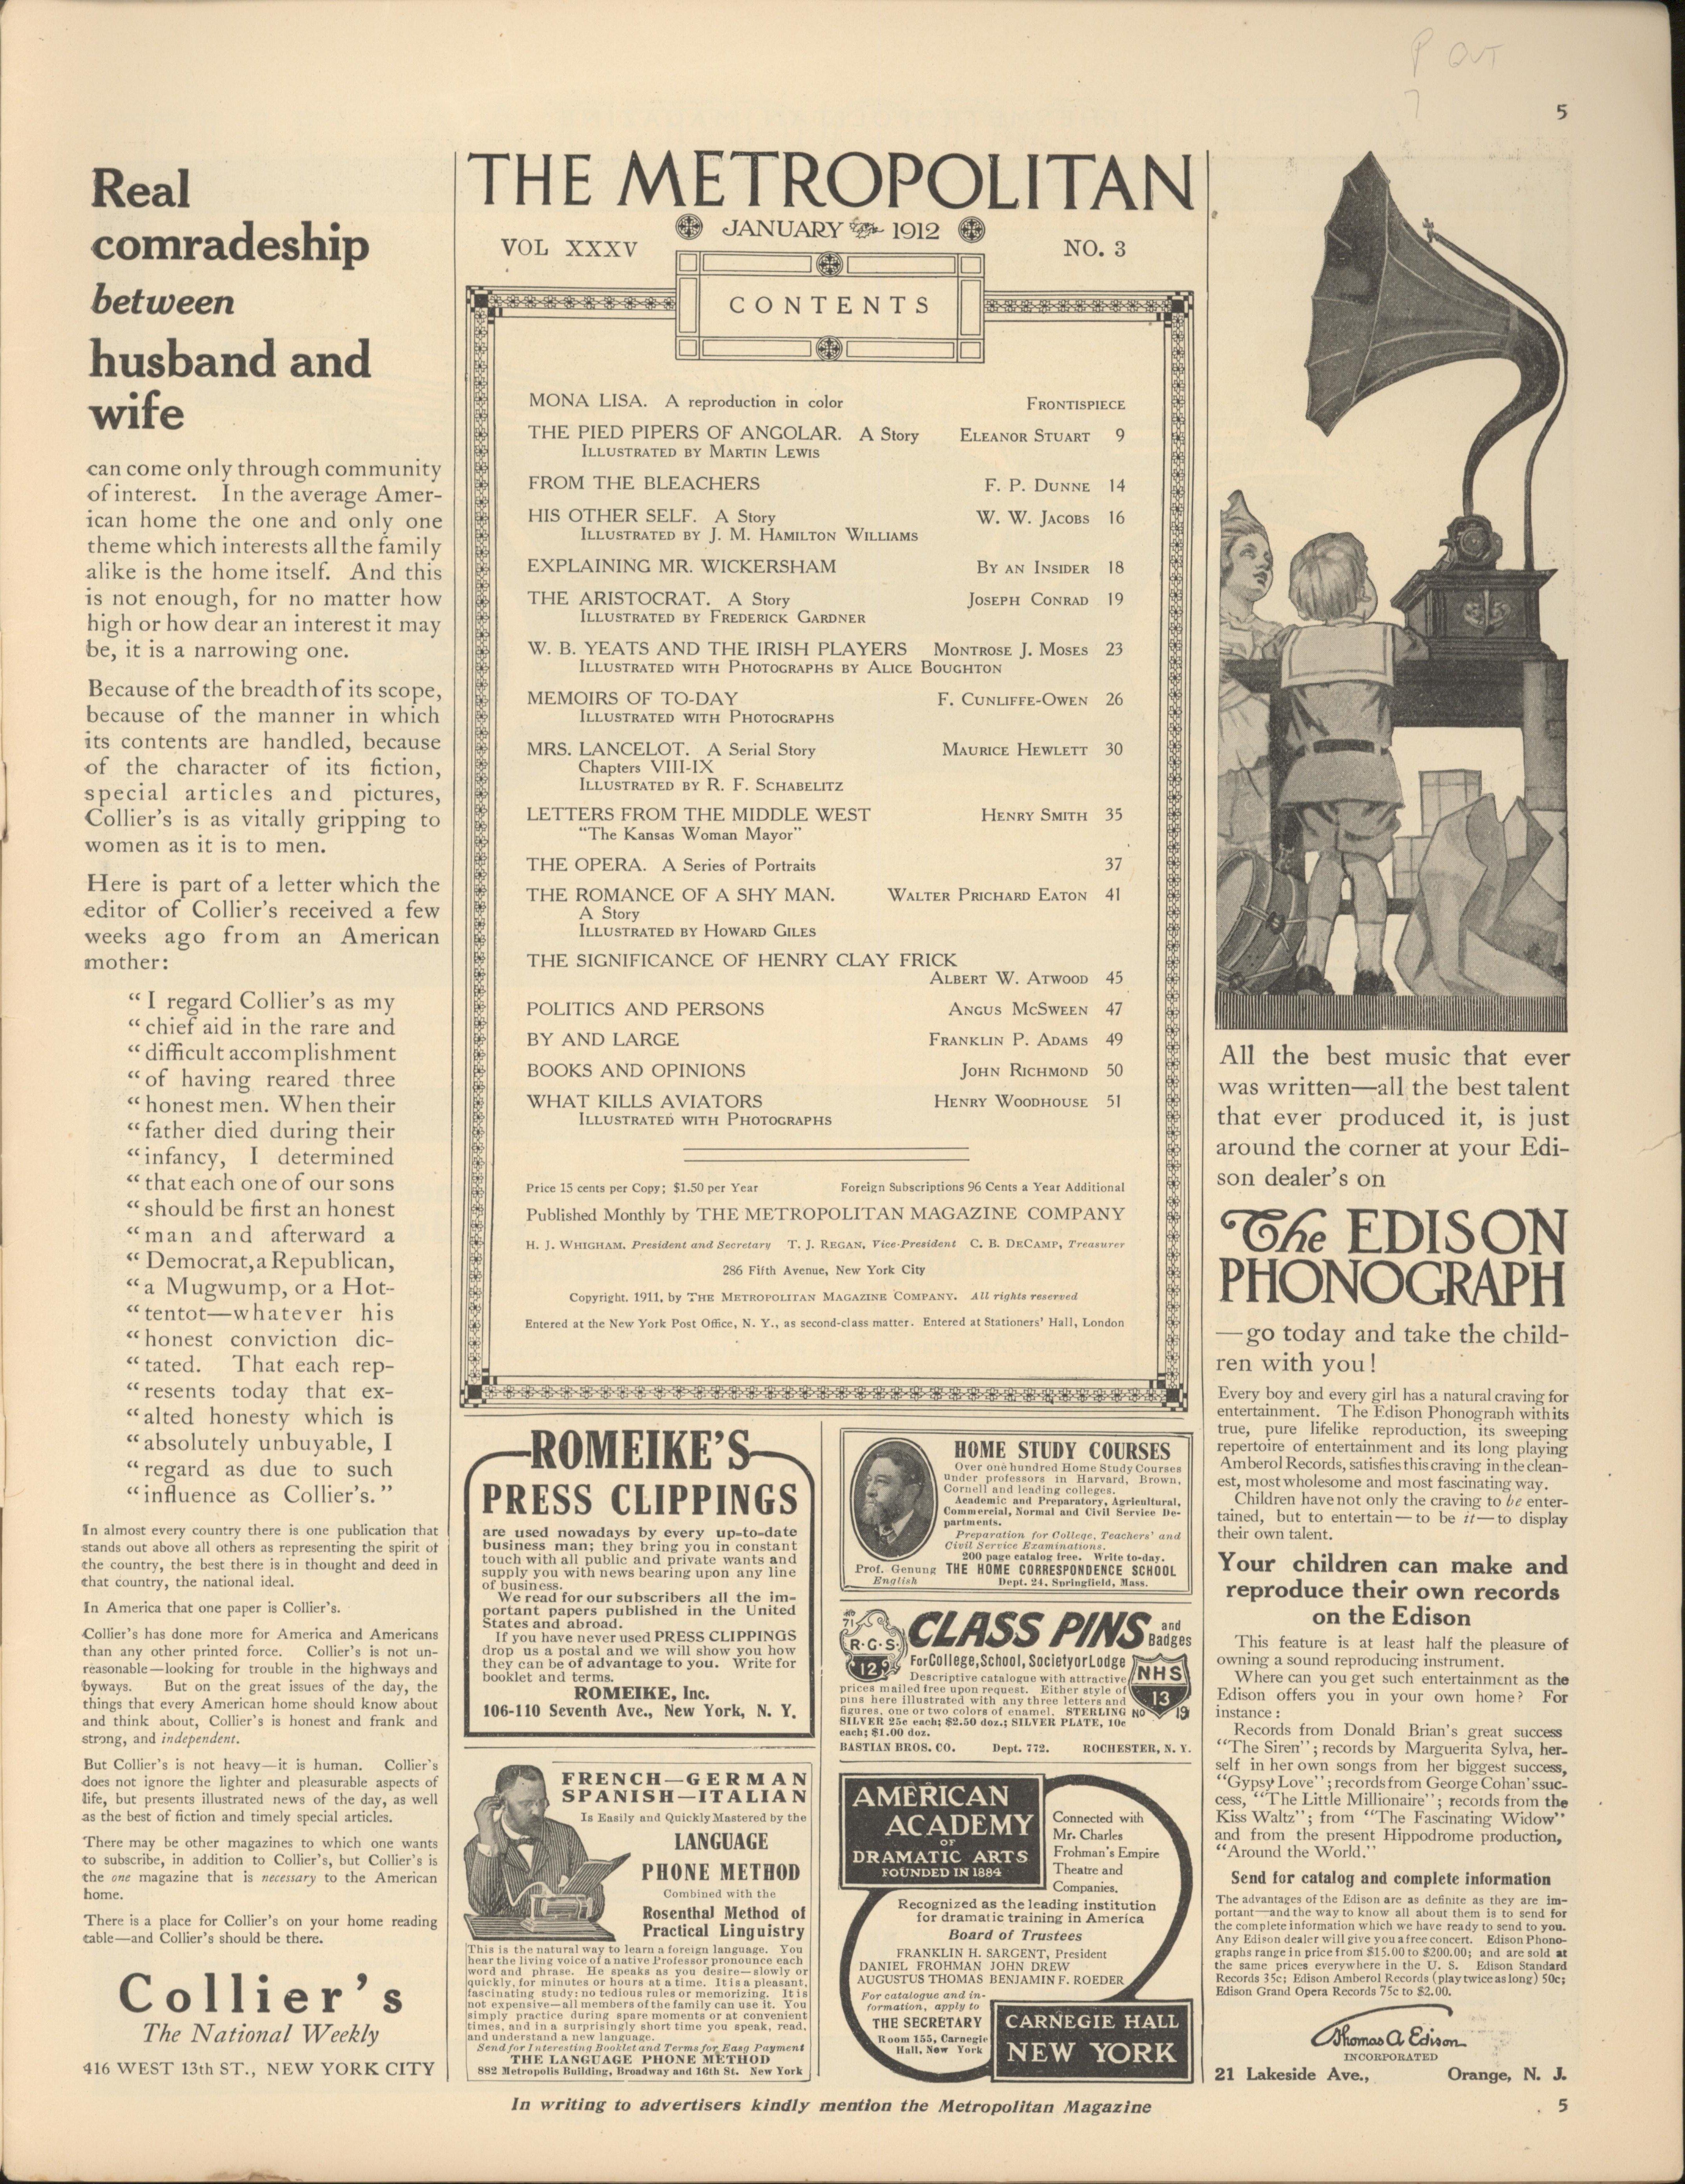 P OUT
7
5
Real
comradeship
between
husband and
wife
can come only through community
of interest. In the average Amer-
ican home the one and only one
theme which interests all the family
alike is the home itself. And this
is not enough, for no matter how
high or how dear an interest it may
be, it is a narrowing one.
Because of the breadth of its scope,
because of the manner in which
its contents are handled, because
of the character of its fiction,
special articles and pictures,
Collier's is as vitally gripping to
women as it is to men.
Here is part of a letter which the
editor of Collier's received a few
weeks ago from an American
mother:
"I regard Collier's as my
"chief aid in the rare and
"difficult accomplishment
"of having reared three
"honest men. When their
"father died during their
"infancy, I determined
"that each one of our sons
"should be first an honest
"man and afterward a
"Democrat, a Republican,
"a Mugwump, or a Hot-
"tentot—whatever his
"honest conviction dic-
"tated. That each rep-
"resents today that ex-
"alted honesty which is
"absolutely unbuyable, I
"regard as due to such
"influence as Collier's."
In almost every country there is one publication that
stands out above all others as representing the spirit of
the country, the best there is in thought and deed in
that country, the national ideal.
In America that one paper is Collier's.
Collier's has done more for America and Americans
than any other printed force. Collier's is not un-
reasonable—looking for trouble in the highways and
byways. But on the great issues of the day, the
things that every American home should know about
and think about, Collier's is honest and frank and
strong, and independent.
But Collier's is not heavy—it is human. Collier's
does not ignore the lighter and pleasurable aspects of
life, but presents illustrated news of the day, as well
as the best of fiction and timely special articles.
There may be other magazines to which one wants
to subscribe, in addition to Collier's, but Collier's is
the one magazine that is necessary to the American
home.
There is a place for Collier's on your home reading
table—and Collier's should be there.
Collier's
The National Weekly
416 WEST 13th ST., NEW YORK CITY
THE METROPOLITAN
JANUARY 1912
VOL XXXV NO. 3
CONTENTS
MONA LISA. A reproduction in color FRONTISPIECE
THE PIED PIPERS OF ANGOLAR. A Story ELEANOR STUART 9
ILLUSTRATED BY MARTIN LEWIS
FROM THE BLEACHERS F. P. DUNNE 14
HIS OTHER SELF. A Story W. W. JACOBS 16
ILLUSTRATED BY J. M. HAMILTON WILLIAMS
EXPLAINING MR. WICKERSHAM BY AN INSIDER 18
THE ARISTOCRAT. A Story JOSEPH CONRAD 19
ILLUSTRATED BY FREDERICK GARDNER
W. B. YEATS AND THE IRISH PLAYERS MONTROSE J. MOSES 23
ILLUSTRATED WITH PHOTOGRAPHS BY ALICE BOUGHTON
MEMOIRS OF TO-DAY F. CUNLIFFE-OWEN 26
ILLUSTRATED WITH PHOTOGRAPHS
MRS. LANCELOT. A Serial Story MAURICE HEWLETT 30
Chapters VIII-IX
ILLUSTRATED BY R. F. SCHABELITZ
LETTERS FROM THE MIDDLE WEST HENRY SMITH 35
"The Kansas Woman Mayor"
THE OPERA. A Series of Portraits 37
THE ROMANCE OF A SHY MAN. WALTER PRICHARD EATON 41
A Story
ILLUSTRATED BY HOWARD GILES
THE SIGNIFICANCE OF HENRY CLAY FRICK
ALBERT W. ATWOOD 45
POLITICS AND PERSONS ANGUS MCSWEEN 47
BY AND LARGE FRANKLIN P. ADAMS 49
BOOKS AND OPINIONS JOHN RICHMOND 50
WHAT KILLS AVIATORS HENRY WOODHOUSE 51
ILLUSTRATED WITH PHOTOGRAPHS
Price 15 cents per Copy; $1.50 per Year Foreign Subscriptions 96 Cents a Year Additional
Published Monthly by THE METROPOLITAN MAGAZINE COMPANY
H. J. WHIGHAM, President and Secretary T. J. REGAN, Vice-President C. B. DECAMP, Treasurer
286 Fifth Avenue, New York City
Copyright, 1911, by THE METROPOLITAN MAGAZINE COMPANY. All rights reserved
Entered at the New York Post Office, N. Y., as second-class matter. Entered at Stationers' Hall, London
ROMEIKE'S
PRESS CLIPPINGS
are used nowadays by every up-to-date
business man; they bring you in constant
touch with all public and private wants and
supply you with news bearing upon any line
of business.
We read for our subscribers all the im-
portant papers published in the United
States and abroad.
If you have never used PRESS CLIPPINGS
drop us a postal and we will show you how
they can be of advantage to you. Write for
booklet and terms.
ROMEIKE, Inc.
106-110 Seventh Ave., New York, N. Y.
FRENCH—GERMAN
SPANISH—ITALIAN
Is Easily and Quickly Mastered by the
LANGUAGE
PHONE METHOD
Combined with the
Rosenthal Method of
Practical Linguistry
This is the natural way to learn a foreign language. You
hear the living voice of a native Professor pronounce each
word and phrase. He speaks as you desire—slowly or
quickly, for minutes or hours at a time. It is a pleasant,
fascinating study: no tedious rules or memorizing. It is
not expensive—all members of the family can use it. You
simply practice during spare moments or at convenient
times, and in a surprisingly short time you speak, read,
and understand a new language.
Send for Interesting Booklet and Terms for Easy Payment
THE LANGUAGE PHONE METHOD
882 Metropolis Building, Broadway and 16th St. New York
HOME STUDY COURSES
Over one hundred Home Study Courses
under professors in Harvard, Brown,
Cornell and leading colleges.
Academic and Preparatory, Agricultural,
Commercial, Normal and Civil Service De-
partments.
Preparation for College, Teachers' and
Civil Service Examinations.
200 page catalog free. Write to-day.
THE HOME CORRESPONDENCE SCHOOL
Dept. 24, Springfield, Mass.
Prof. Genung
English
No 71
R.G.S.
12
CLASS PINS and Badges
For College, School, Society or Lodge
Descriptive catalogue with attractive
prices mailed free upon request. Either style of
pins here illustrated with any three letters and
figures, one or two colors of enamel. STERLING
SILVER 25c each; $2.50 doz.; SILVER PLATE, 10c
each; $1.00 doz.
NHS
13
No 19
BASTIAN BROS. CO. Dept. 772. ROCHESTER, N. Y.
AMERICAN
ACADEMY
OF
DRAMATIC ARTS
FOUNDED IN 1884
Connected with
Mr. Charles
Frohman's Empire
Theatre and
Companies.
Recognized as the leading institution
for dramatic training in America
Board of Trustees
FRANKLIN H. SARGENT, President
DANIEL FROHMAN JOHN DREW
AUGUSTUS THOMAS BENJAMIN F. ROEDER
For catalogue and in-
formation, apply to
THE SECRETARY
Room 155, Carnegie
Hall, New York
CARNEGIE HALL
NEW YORK
All the best music that ever
was written—all the best talent
that ever produced it, is just
around the corner at your Edi-
son dealer's on
The EDISON
PHONOGRAPH
—go today and take the child-
ren with you!
Every boy and every girl has a natural craving for
entertainment. The Edison Phonograph with its
true, pure lifelike reproduction, its sweeping
repertoire of entertainment and its long playing
Amberol Records, satisfies this craving in the clean-
est, most wholesome and most fascinating way.
Children have not only the craving to be enter-
tained, but to entertain—to be it—to display
their own talent.
Your children can make and
reproduce their own records
on the Edison
This feature is at least half the pleasure of
owning a sound reproducing instrument.
Where can you get such entertainment as the
Edison offers you in your own home? For
instance:
Records from Donald Brian's great success
"The Siren"; records by Marguerita Sylva, her-
self in her own songs from her biggest success,
"Gypsy Love"; records from George Cohan's suc-
cess, "The Little Millionaire"; records from the
Kiss Waltz"; from "The Fascinating Widow"
and from the present Hippodrome production,
"Around the World."
Send for catalog and complete information
The advantages of the Edison are as definite as they are im-
portant—and the way to know all about them is to send for
the complete information which we have ready to send to you.
Any Edison dealer will give you a free concert. Edison Phono-
graphs range in price from $15.00 to $200.00; and are sold at
the same prices everywhere in the U. S. Edison Standard
Records 35c; Edison Amberol Records (play twice as long) 50c;
Edison Grand Opera Records 75c to $2.00.
Thomas A Edison
INCORPORATED
21 Lakeside Ave., Orange, N. J.
In writing to advertisers kindly mention the Metropolitan Magazine
5